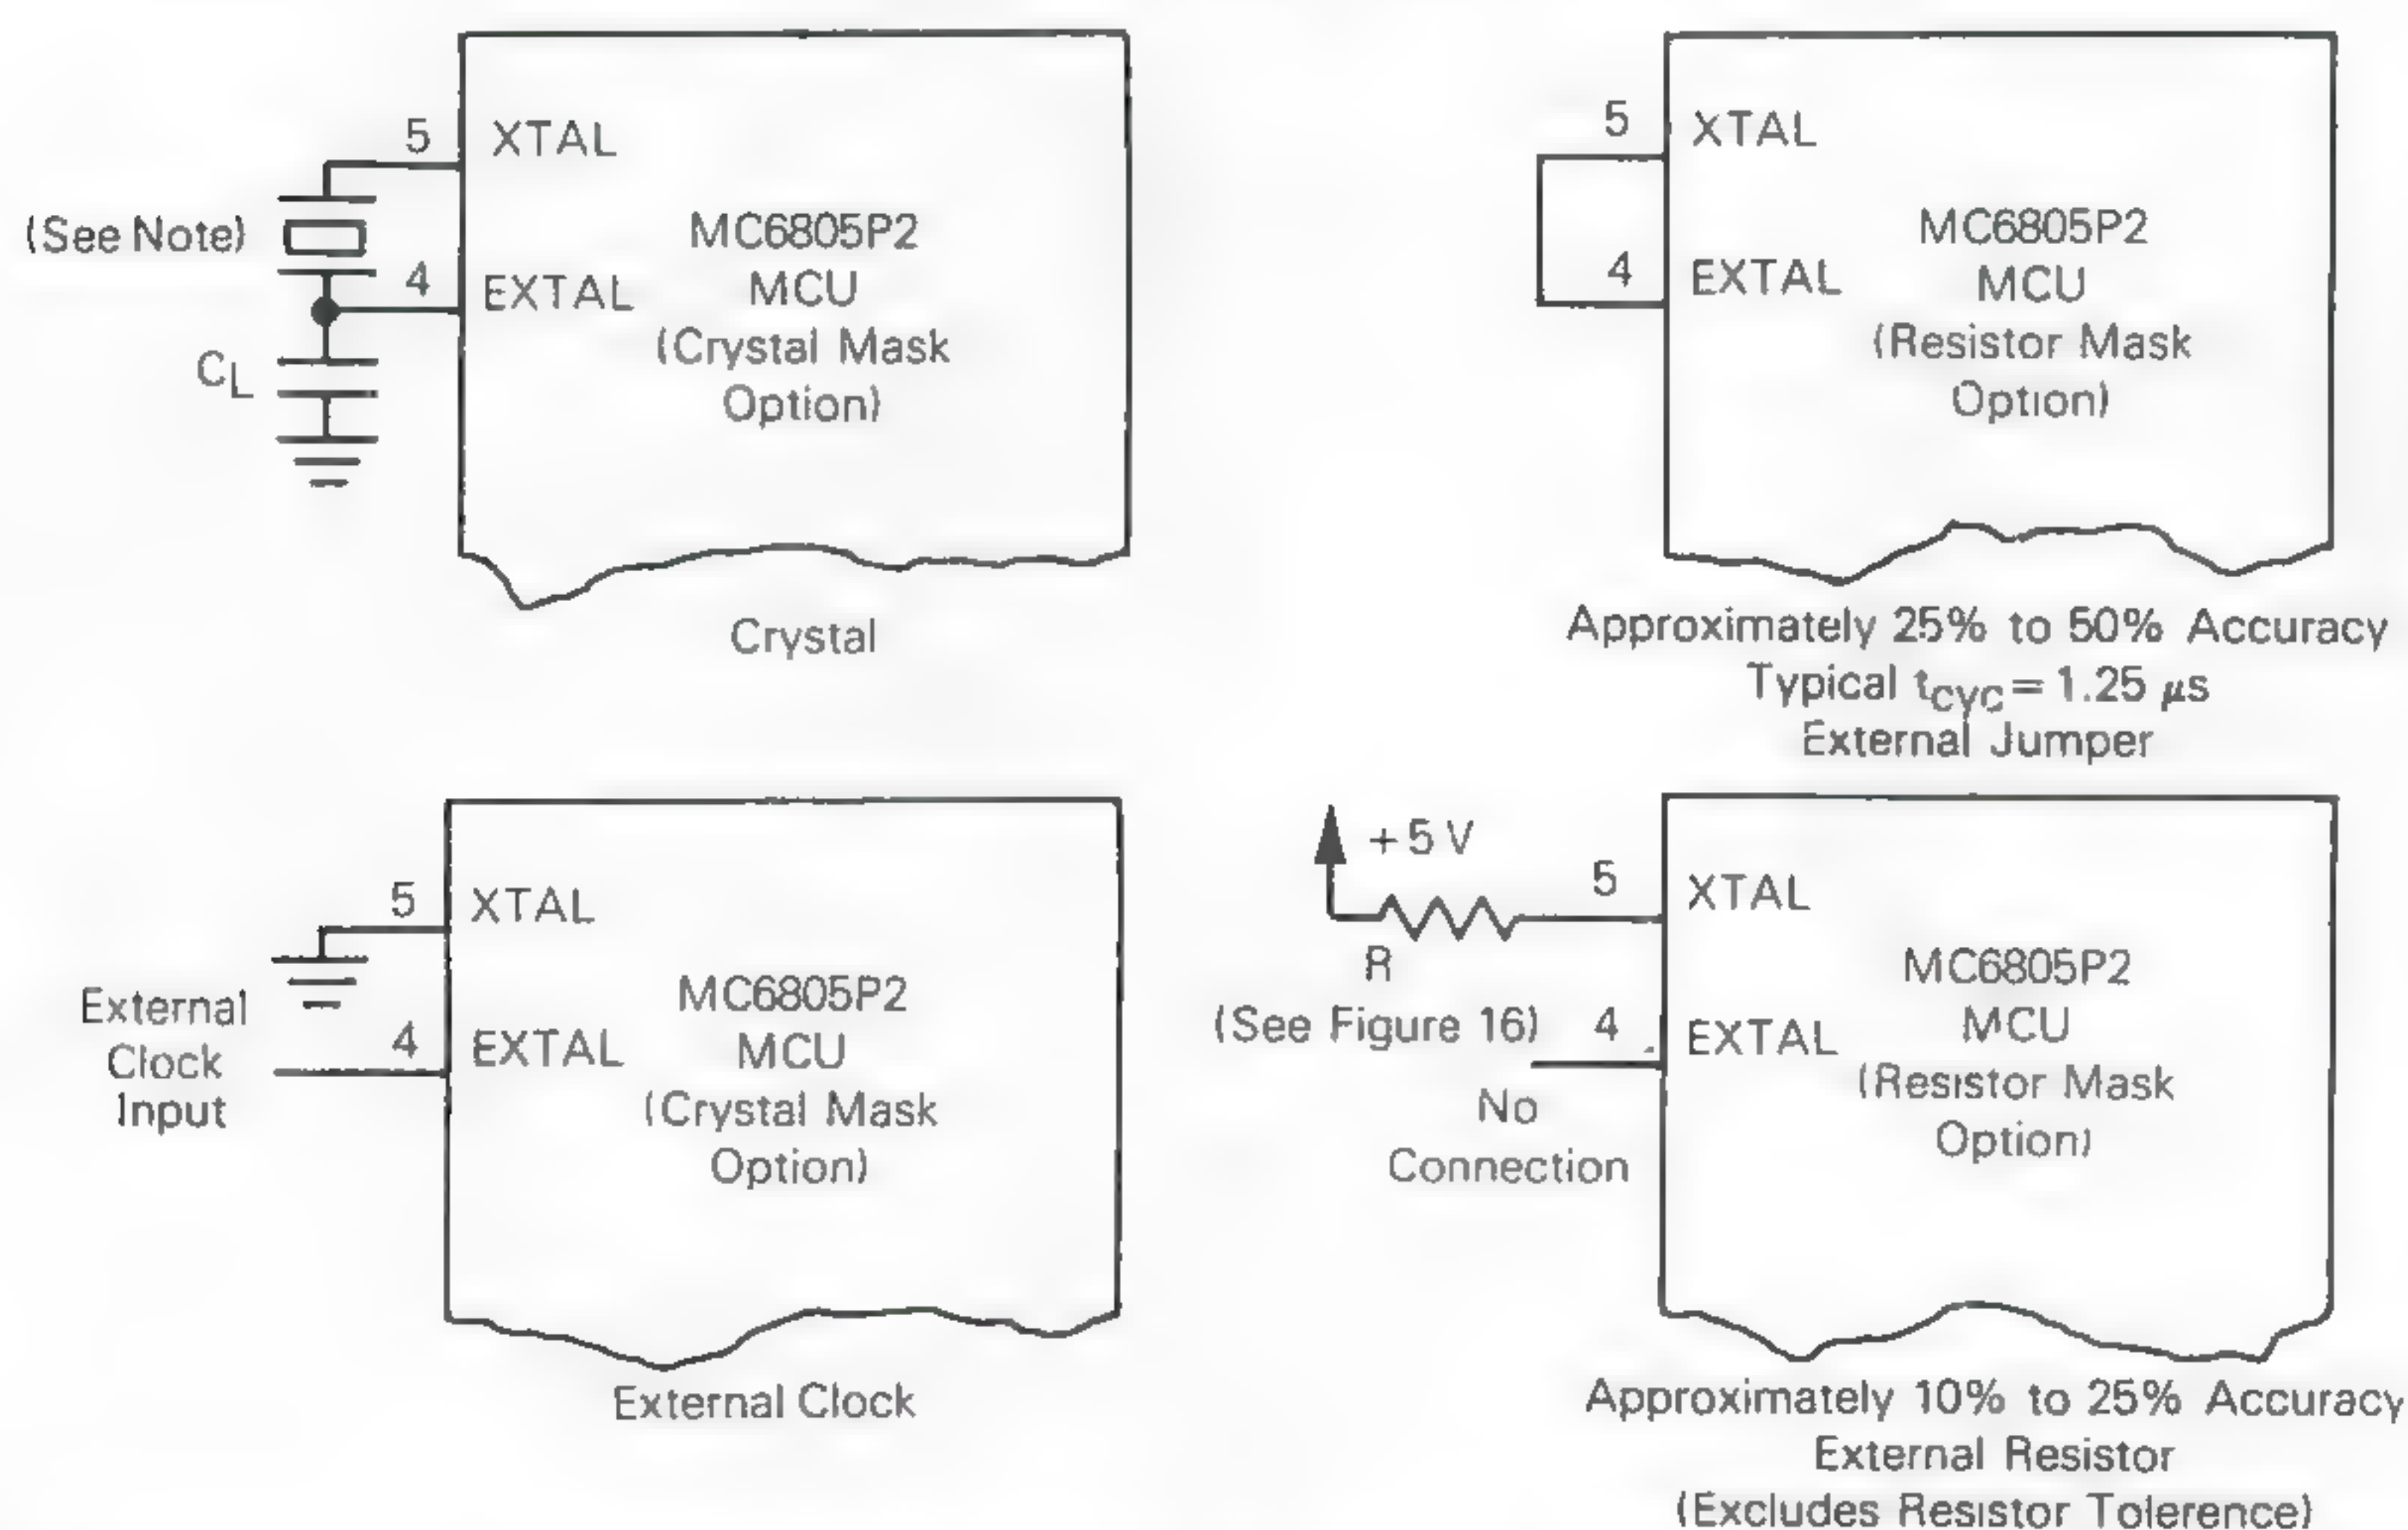 5 XTAL
(See Note)
4 EXTAL
CL
MC6805P2
MCU
(Crystal Mask
Option)
Crystal
5 XTAL
4 EXTAL
MC6805P2
MCU
(Resistor Mask
Option)
Approximately 25% to 50% Accuracy
Typical tcyc = 1.25 µs
External Jumper
5 XTAL
External
Clock
Input
4 EXTAL
MC6805P2
MCU
(Crystal Mask
Option)
External Clock
+5 V
5 XTAL
R
(See Figure 16)
4 EXTAL
No
Connection
MC6805P2
MCU
(Resistor Mask
Option)
Approximately 10% to 25% Accuracy
External Resistor
(Excludes Resistor Tolerence)